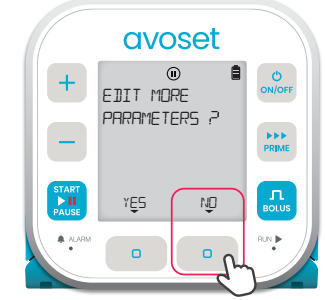 avoset
EDIT MORE
PARAMETERS ?
YES
NO
START
PAUSE
ON/OFF
PRIME
BOLUS
ALARM
RUN